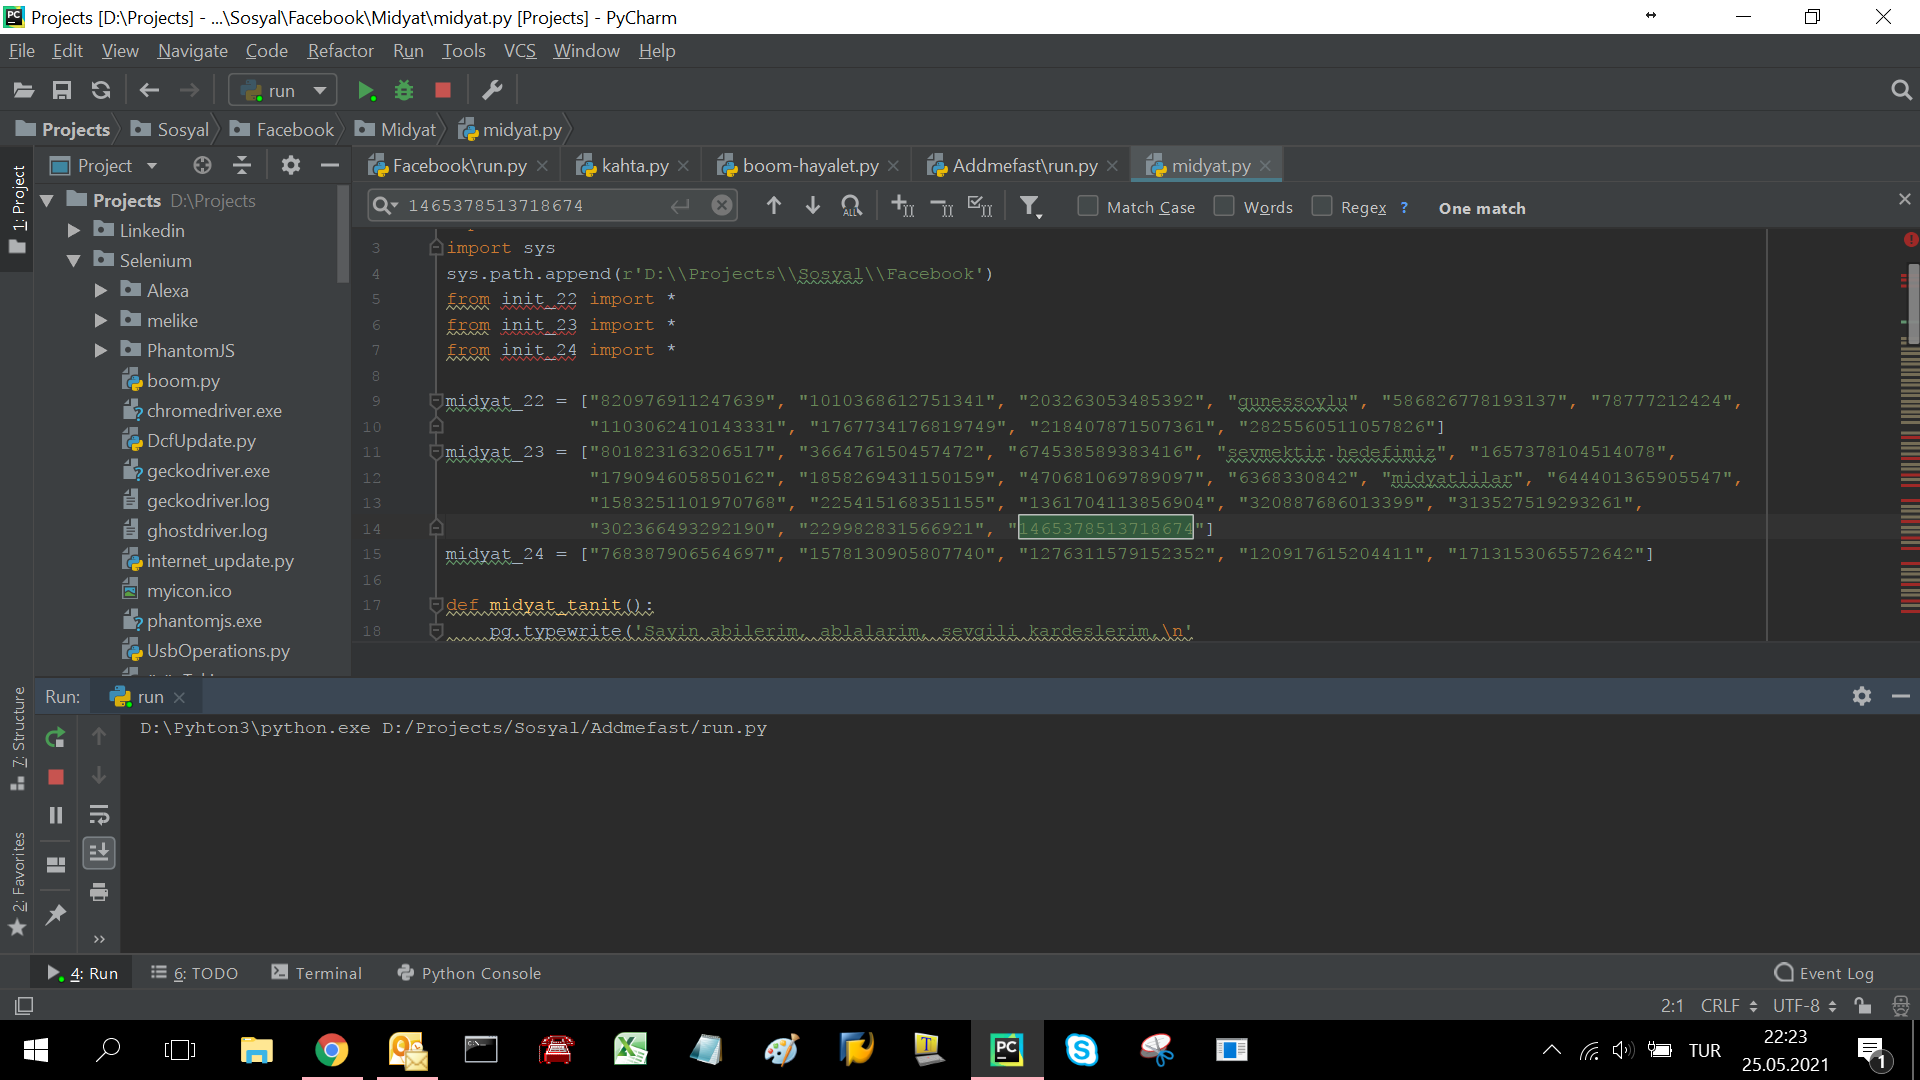 Projects [D:\Projects] - ...\Sosyal\Facebook\Midyat\midyat.py [Projects] - PyCharm
File Edit View Navigate Code Refactor Run Tools VCS Window Help
run
Projects Sosyal Facebook Midyat midyat.py
1: Project
Project
Facebook\run.py kahta.py boom-hayalet.py Addmefast\run.py midyat.py
Projects D:\Projects
Linkedin
Selenium
Alexa
melike
PhantomJS
boom.py
chromedriver.exe
DcfUpdate.py
geckodriver.exe
geckodriver.log
ghostdriver.log
internet_update.py
myicon.ico
phantomjs.exe
UsbOperations.py
1465378513718674 Match Case Words Regex ? One match
3 import sys
4 sys.path.append(r'D:\\Projects\\Sosyal\\Facebook')
5 from init_22 import *
6 from init_23 import *
7 from init_24 import *
8
9 midyat_22 = ["820976911247639", "1010368612751341", "203263053485392", "gunessoylu", "586826778193137", "78777212424",
10 "1103062410143331", "1767734176819749", "218407871507361", "2825560511057826"]
11 midyat_23 = ["801823163206517", "366476150457472", "674538589383416", "sevmektir.hedefimiz", "1657378104514078",
12 "179094605850162", "1858269431150159", "470681069789097", "6368330842", "midyatlilar", "644401365905547",
13 "1583251101970768", "225415168351155", "1361704113856904", "320887686013399", "313527519293261",
14 "302366493292190", "229982831566921", "1465378513718674"]
15 midyat_24 = ["768387906564697", "1578130905807740", "1276311579152352", "120917615204411", "1713153065572642"]
16
17 def midyat_tanit():
18 pg.typewrite('Sayin abilerim, ablalarim, sevgili kardeslerim,\n'
Run: run
D:\Pyhton3\python.exe D:/Projects/Sosyal/Addmefast/run.py
7: Structure
2: Favorites
4: Run 6: TODO Terminal Python Console Event Log
2:1 CRLF UTF-8
TUR
22:23
25.05.2021
1